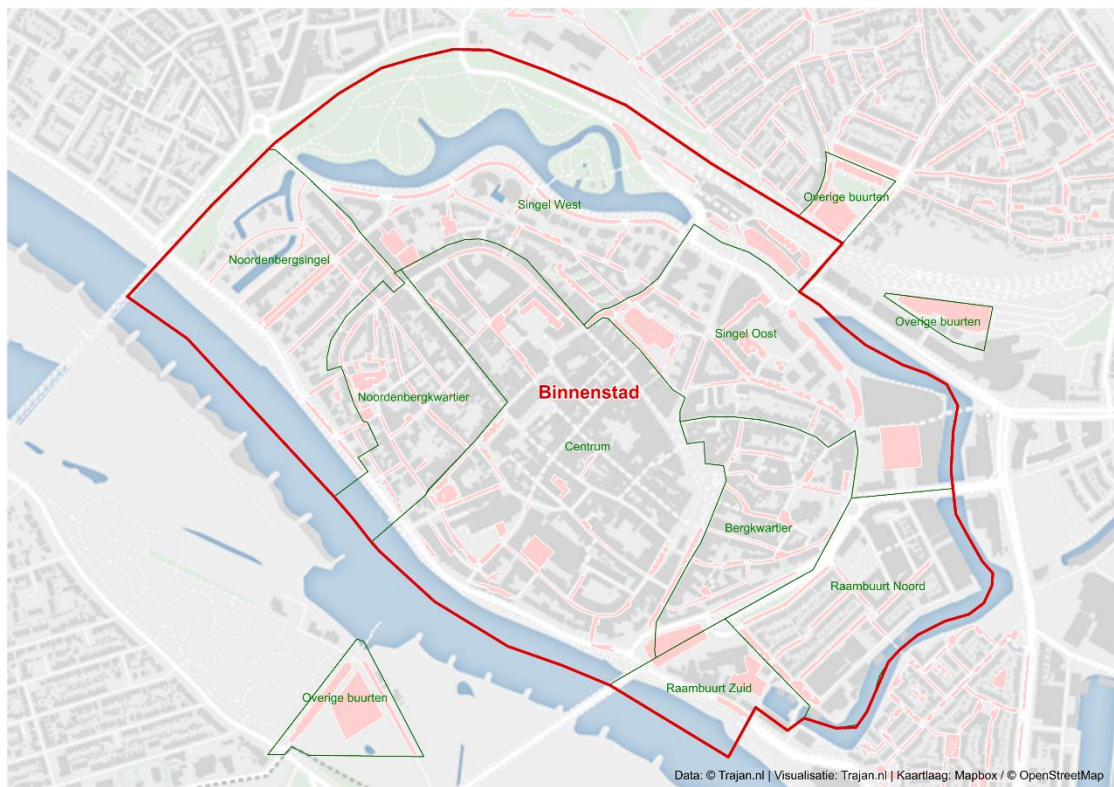 Overige buurten
Singel West
Noordenbergsingel
Overige buurten
Singel Oost
Binnenstad
Noordenbergkwartier
Centrum
Bergkwartier
Raambuurt Noord
Raambuurt Zuid
Overige buurten
Data: © Trajan.nl | Visualisatie: Trajan.nl | Kaartlaag: Mapbox / © OpenStreetMap